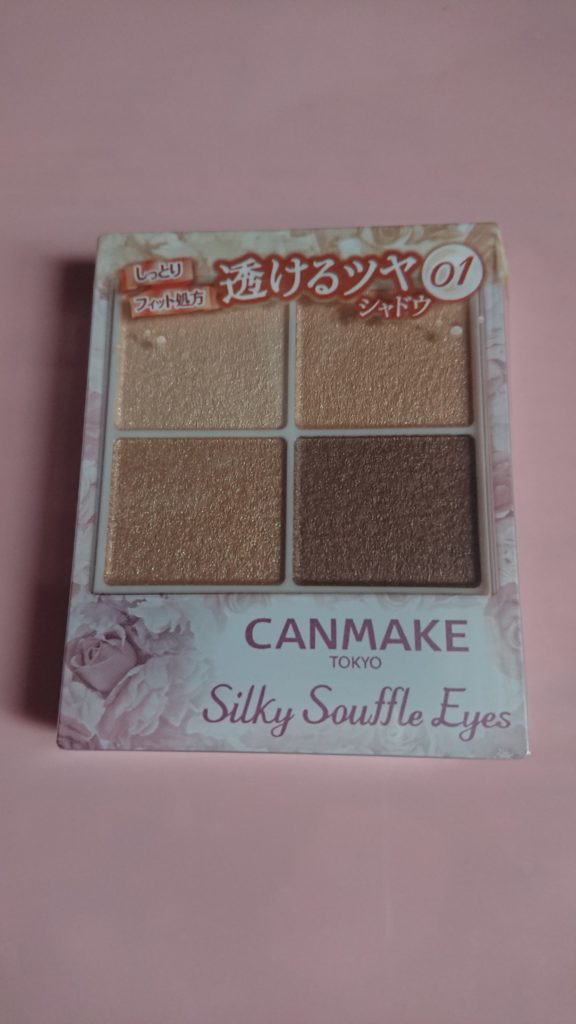 しっとり
フィット処方
透けるツヤ
シャドウ
01
CANMAKE
TOKYO
Silky Souffle Eyes